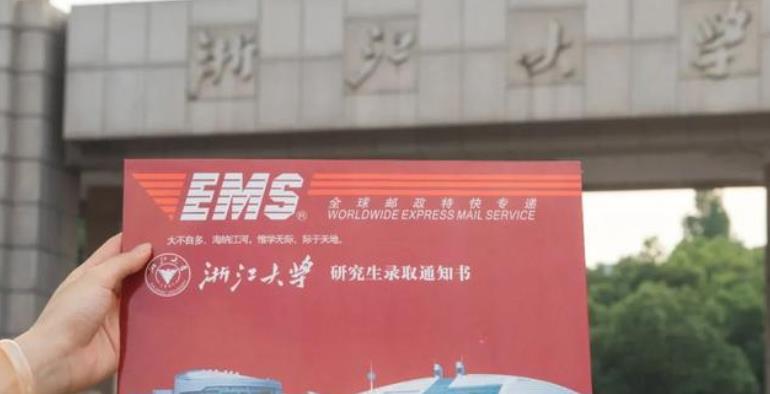 浙江大学
EMS®
全球邮政特快专递
WORLDWIDE EXPRESS MAIL SERVICE
大不自多，海纳江河。惟学无际，际于天地。
浙江大学 研究生录取通知书